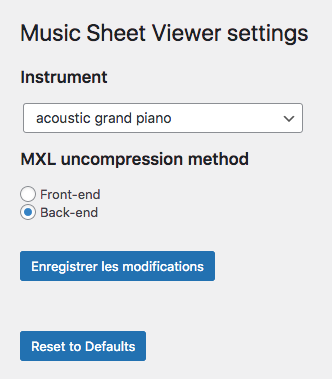 Music Sheet Viewer settings
Instrument
acoustic grand piano
MXL uncompression method
Front-end
Back-end
Enregistrer les modifications
Reset to Defaults